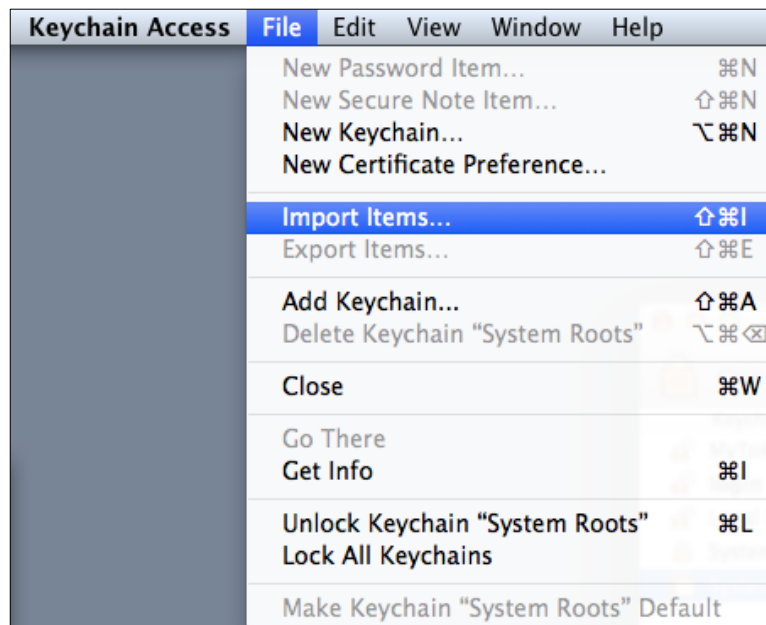 Keychain Access File Edit View Window Help
New Password Item... ⌘N
New Secure Note Item... ⇧⌘N
New Keychain... ⌥⌘N
New Certificate Preference...
Import Items... ⇧⌘I
Export Items... ⇧⌘E
Add Keychain... ⇧⌘A
Delete Keychain “System Roots” ⌥⌘⌫
Close ⌘W
Go There
Get Info ⌘I
Unlock Keychain “System Roots” ⌘L
Lock All Keychains
Make Keychain “System Roots” Default